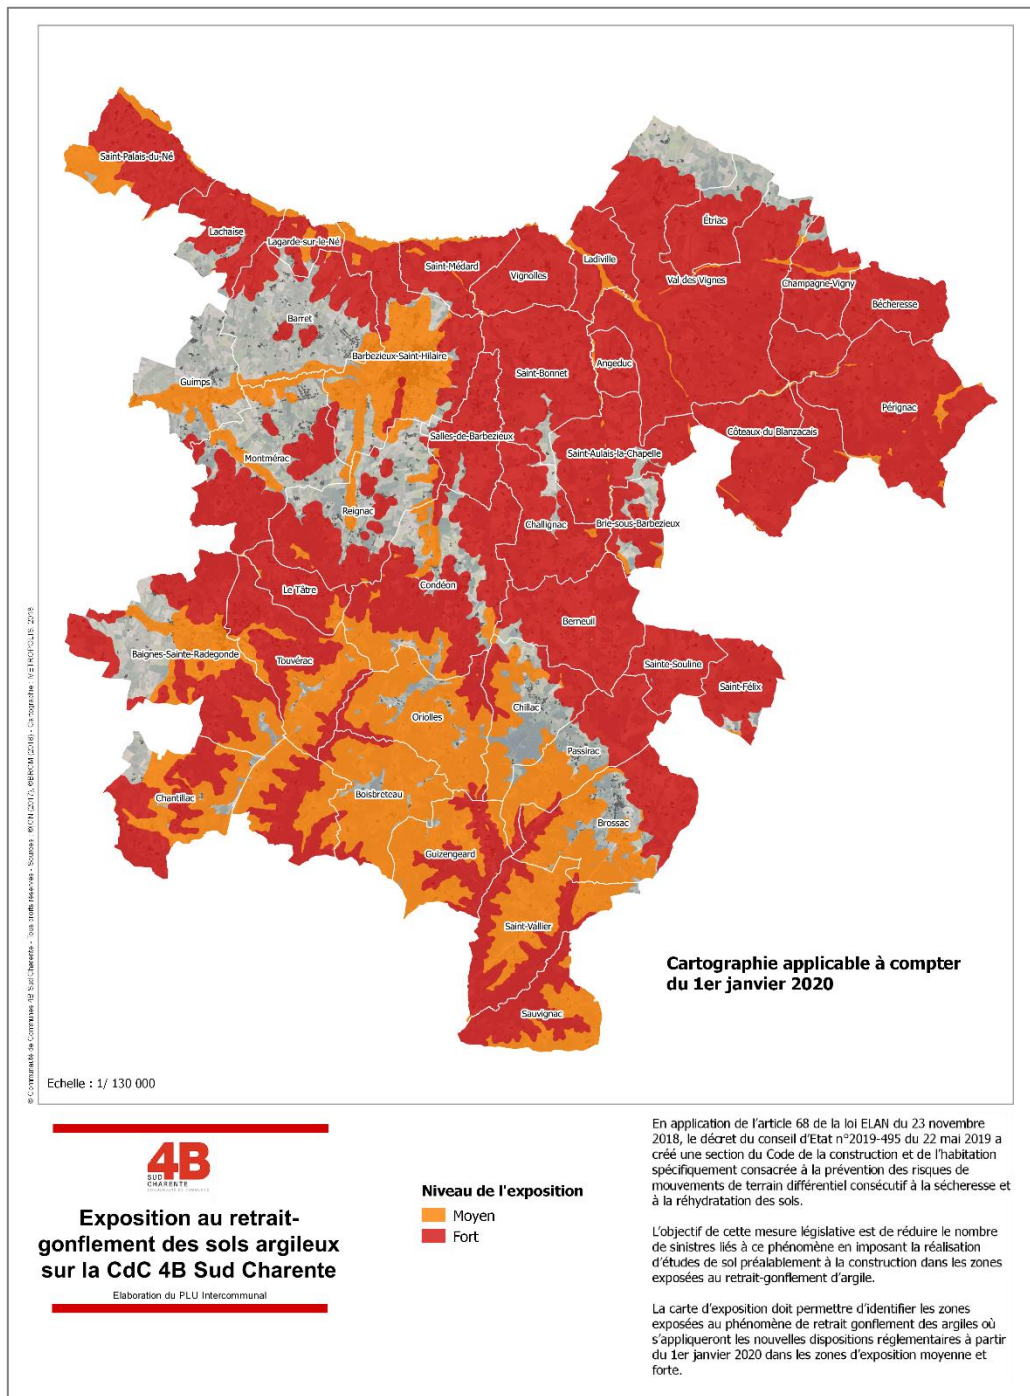 Saint-Palais-du-Né
Lachaise
Lagarde-sur-le-Né
Saint-Médard
Vignolles
Ladiville
Étriac
Val des Vignes
Champagne-Vigny
Bécheresse
Barret
Barbezieux-Saint-Hilaire
Guimps
Saint-Bonnet
Angeduc
Pérignac
Côteaux du Blanzacais
Salles-de-Barbezieux
Saint-Aulais-la-Chapelle
Montmérac
Reignac
Challignac
Brie-sous-Barbezieux
Condéon
Le Tâtre
Berneuil
Baignes-Sainte-Radegonde
Touvérac
Sainte-Souline
Saint-Félix
Oriolles
Chillac
Passirac
Chantillac
Boisbreteau
Brossac
Guizengeard
Saint-Vallier
Sauvignac
Cartographie applicable à compter
du 1er janvier 2020
Echelle : 1/ 130 000
4B
SUD
CHARENTE
Exposition au retrait-
gonflement des sols argileux
sur la CdC 4B Sud Charente
Elaboration du PLU Intercommunal
Niveau de l'exposition
Moyen
Fort
En application de l'article 68 de la loi ELAN du 23 novembre
2018, le décret du conseil d'Etat n°2019-495 du 22 mai 2019 a
créé une section du Code de la construction et de l'habitation
spécifiquement consacrée à la prévention des risques de
mouvements de terrain différentiel consécutif à la sécheresse et
à la réhydratation des sols.
L'objectif de cette mesure législative est de réduire le nombre
de sinistres liés à ce phénomène en imposant la réalisation
d'études de sol préalablement à la construction dans les zones
exposées au retrait-gonflement d'argile.
La carte d'exposition doit permettre d'identifier les zones
exposées au phénomène de retrait gonflement des argiles où
s'appliqueront les nouvelles dispositions réglementaires à partir
du 1er janvier 2020 dans les zones d'exposition moyenne et
forte.